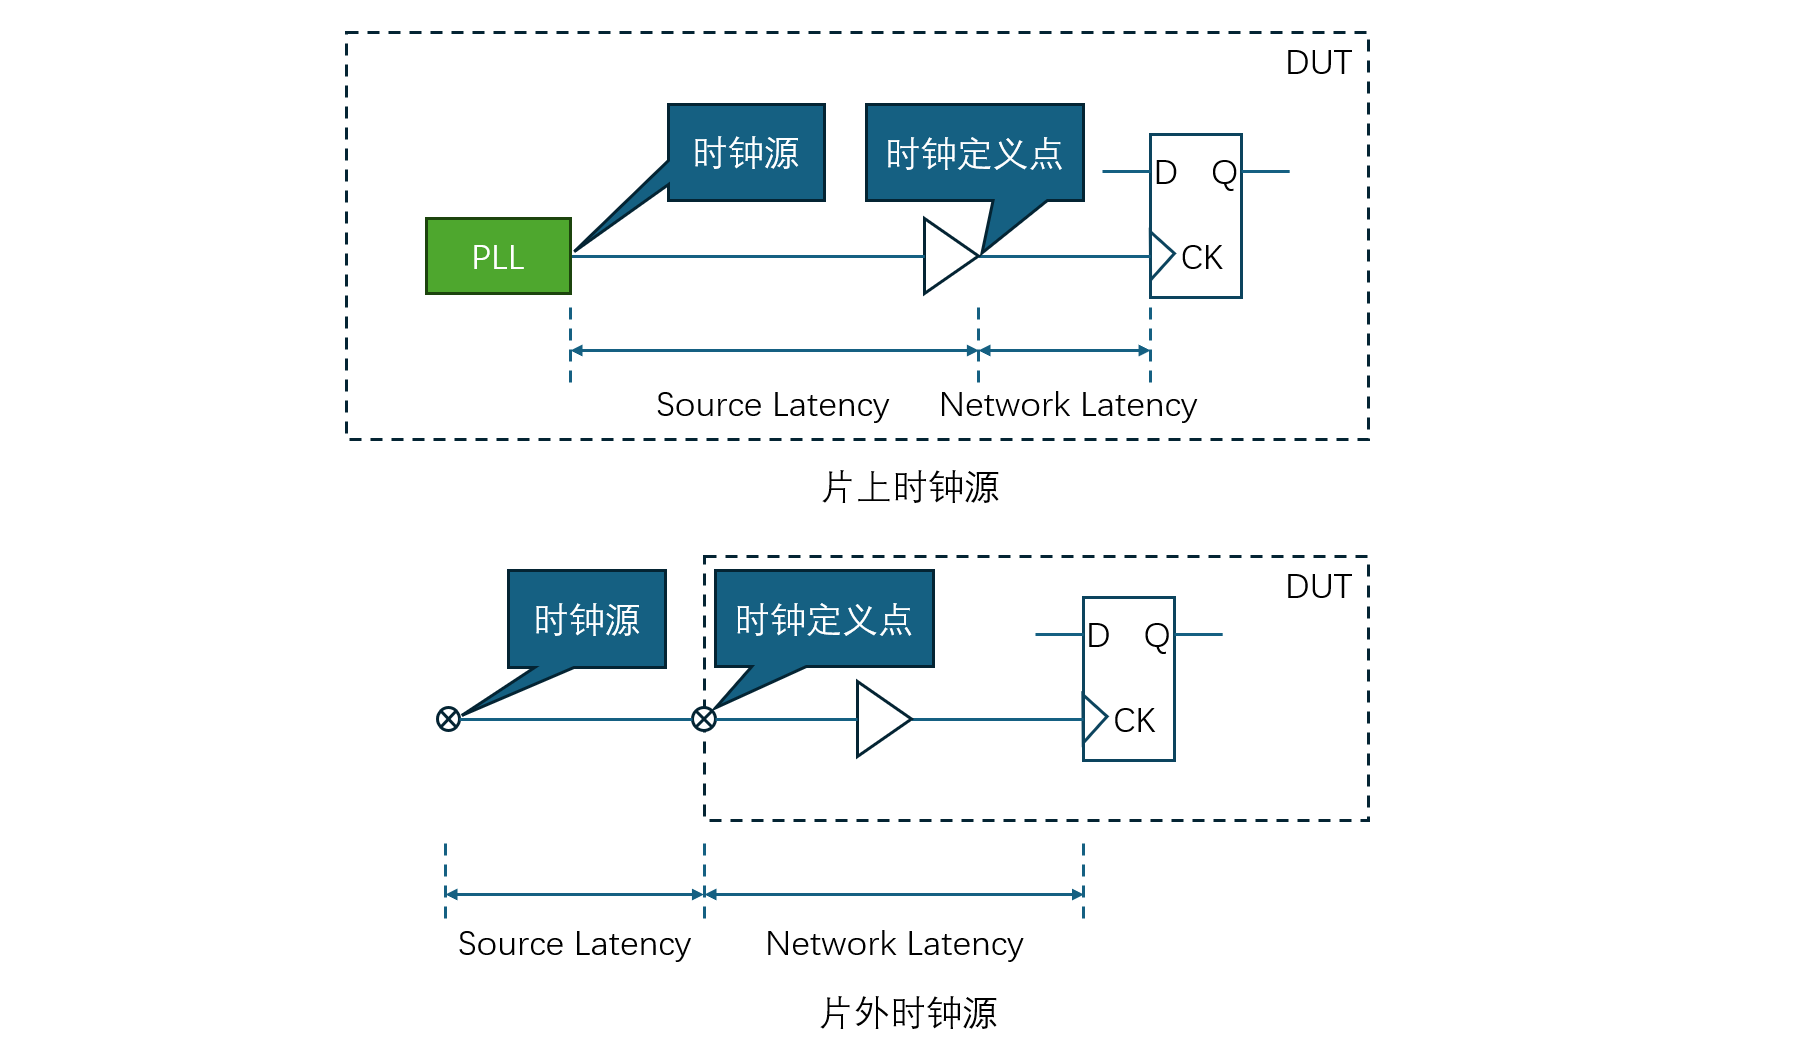 DUT
时钟源
时钟定义点
D Q
PLL
CK
Source Latency
Network Latency
片上时钟源
DUT
时钟源
时钟定义点
D Q
CK
Source Latency
Network Latency
片外时钟源